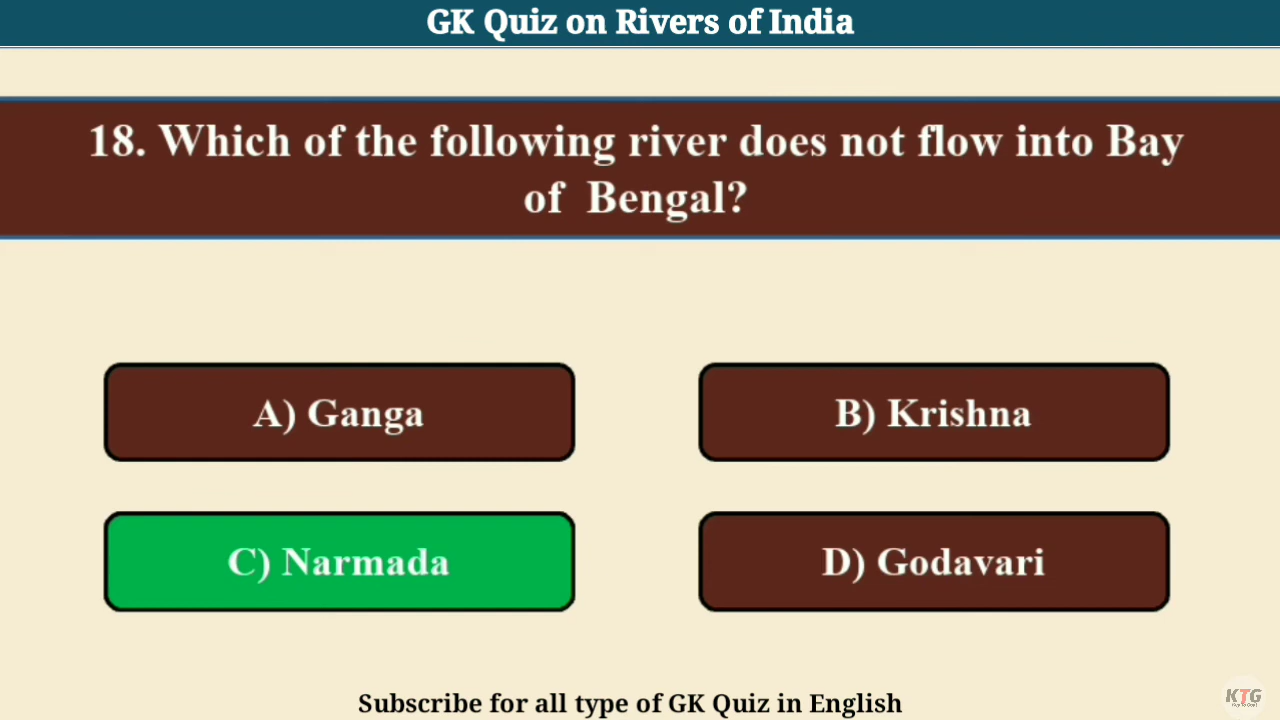 GK Quiz on Rivers of India
18. Which of the following river does not flow into Bay
of Bengal?
A) Ganga
B) Krishna
C) Narmada
D) Godavari
Subscribe for all type of GK Quiz in English
KTG